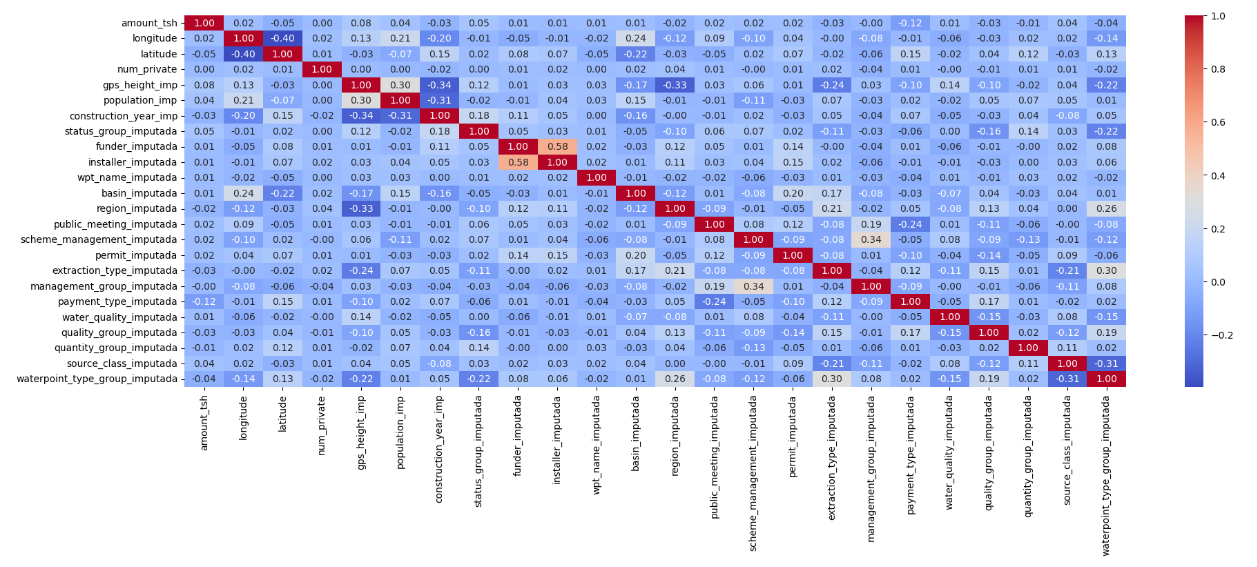 amount_tsh 1.00 0.02 -0.05 0.00 0.08 0.04 -0.03 0.05 0.01 0.01 0.01 0.01 -0.02 0.02 0.02 0.02 -0.03 -0.00 -0.12 0.01 -0.03 -0.01 0.04 -0.04
longitude 0.02 1.00 -0.40 0.02 0.13 0.21 -0.20 -0.01 -0.05 -0.01 -0.02 0.24 -0.12 0.09 -0.10 0.04 -0.00 -0.08 -0.01 -0.06 -0.03 0.02 0.02 -0.14
latitude -0.05 -0.40 1.00 0.01 -0.03 -0.07 0.15 0.02 0.08 0.07 -0.05 -0.22 -0.03 -0.05 0.02 0.07 -0.02 -0.06 0.15 -0.02 0.04 0.12 -0.03 0.13
num_private 0.00 0.02 0.01 1.00 0.00 0.00 -0.02 0.00 0.01 0.02 0.00 0.02 0.04 0.01 -0.00 0.01 0.02 -0.04 0.01 -0.00 -0.01 0.01 0.01 -0.02
gps_height_imp 0.08 0.13 -0.03 0.00 1.00 0.30 -0.34 0.12 0.01 0.03 0.03 -0.17 -0.33 0.03 0.06 0.01 -0.24 0.03 -0.10 0.14 -0.10 -0.02 0.04 -0.22
population_imp 0.04 0.21 -0.07 0.00 0.30 1.00 -0.31 -0.02 -0.01 0.04 0.03 0.15 -0.01 -0.01 -0.11 -0.03 0.07 -0.03 0.02 -0.02 0.05 0.07 0.05 0.01
construction_year_imp -0.03 -0.20 0.15 -0.02 -0.34 -0.31 1.00 0.18 0.11 0.05 0.00 -0.16 -0.00 -0.01 0.02 -0.03 0.05 -0.04 0.07 -0.05 -0.03 0.04 -0.08 0.05
status_group_imputada 0.05 -0.01 0.02 0.00 0.12 -0.02 0.18 1.00 0.05 0.03 0.01 -0.05 -0.10 0.06 0.07 0.02 -0.11 -0.03 -0.06 0.00 -0.16 0.14 0.03 -0.22
funder_imputada 0.01 -0.05 0.08 0.01 0.01 -0.01 0.11 0.05 1.00 0.58 0.02 -0.03 0.12 0.05 0.01 0.14 -0.00 -0.04 0.01 -0.06 -0.01 -0.00 0.02 0.08
installer_imputada 0.01 -0.01 0.07 0.02 0.03 0.04 0.05 0.03 0.58 1.00 0.02 0.01 0.11 0.03 0.04 0.15 0.02 -0.06 -0.01 -0.01 -0.03 0.00 0.03 0.06
wpt_name_imputada 0.01 -0.02 -0.05 0.00 0.03 0.03 0.00 0.01 0.02 0.02 1.00 -0.01 -0.02 -0.02 -0.06 -0.03 0.01 -0.03 -0.04 0.01 -0.01 0.03 0.02 -0.02
basin_imputada 0.01 0.24 -0.22 0.02 -0.17 0.15 -0.16 -0.05 -0.03 0.01 -0.01 1.00 -0.12 0.01 -0.08 0.20 0.17 -0.08 -0.03 -0.07 0.04 -0.03 0.04 0.01
region_imputada -0.02 -0.12 -0.03 0.04 -0.33 -0.01 -0.00 -0.10 0.12 0.11 -0.02 -0.12 1.00 -0.09 -0.01 -0.05 0.21 -0.02 0.05 -0.08 0.13 0.04 0.00 0.26
public_meeting_imputada 0.02 0.09 -0.05 0.01 0.03 -0.01 -0.01 0.06 0.05 0.03 -0.02 0.01 -0.09 1.00 0.08 0.12 -0.08 0.19 -0.24 0.01 -0.11 -0.06 -0.00 -0.08
scheme_management_imputada 0.02 -0.10 0.02 -0.00 0.06 -0.11 0.02 0.07 0.01 0.04 -0.06 -0.08 -0.01 0.08 1.00 -0.09 -0.08 0.34 -0.05 0.08 -0.09 -0.13 -0.01 -0.12
permit_imputada 0.02 0.04 0.07 0.01 0.01 -0.03 -0.03 0.02 0.14 0.15 -0.03 0.20 -0.05 0.12 -0.09 1.00 -0.08 0.01 -0.10 0.04 -0.14 -0.05 0.09 -0.06
extraction_type_imputada -0.03 -0.00 -0.02 0.02 -0.24 0.07 0.05 -0.11 -0.00 0.02 0.01 0.17 0.21 -0.08 -0.08 -0.08 1.00 -0.04 0.12 -0.11 0.15 0.01 -0.21 0.30
management_group_imputada -0.00 -0.08 -0.06 -0.04 0.03 -0.03 -0.04 -0.03 -0.04 -0.06 -0.03 -0.08 -0.02 0.19 0.34 0.01 -0.04 1.00 -0.09 -0.00 -0.01 -0.06 -0.11 0.08
payment_type_imputada -0.12 -0.01 0.15 0.01 -0.10 0.02 0.07 -0.06 0.01 -0.01 -0.04 -0.03 0.05 -0.24 -0.05 -0.10 0.12 -0.09 1.00 -0.05 0.17 0.01 -0.02 0.02
water_quality_imputada 0.01 -0.06 -0.02 -0.00 0.14 -0.02 -0.05 0.00 -0.06 -0.01 0.01 -0.07 -0.08 0.01 0.08 0.04 -0.11 -0.00 -0.05 1.00 -0.15 -0.03 0.08 -0.15
quality_group_imputada -0.03 -0.03 0.04 -0.01 -0.10 0.05 -0.03 -0.16 -0.01 -0.03 -0.01 0.04 0.13 -0.11 -0.09 -0.14 0.15 -0.01 0.17 -0.15 1.00 0.02 -0.12 0.19
quantity_group_imputada -0.01 0.02 0.12 0.01 -0.02 0.07 0.04 0.14 -0.00 0.00 0.03 -0.03 0.04 -0.06 -0.13 -0.05 0.01 -0.06 0.01 -0.03 0.02 1.00 0.11 0.02
source_class_imputada 0.04 0.02 -0.03 0.01 0.04 0.05 -0.08 0.03 0.02 0.03 0.02 0.04 0.00 -0.00 -0.01 0.09 -0.21 -0.11 -0.02 0.08 -0.12 0.11 1.00 -0.31
waterpoint_type_group_imputada -0.04 -0.14 0.13 -0.02 -0.22 0.01 0.05 -0.22 0.08 0.06 -0.02 0.01 0.26 -0.08 -0.12 -0.06 0.30 0.08 0.02 -0.15 0.19 0.02 -0.31 1.00
amount_tsh
longitude
latitude
num_private
gps_height_imp
population_imp
construction_year_imp
status_group_imputada
funder_imputada
installer_imputada
wpt_name_imputada
basin_imputada
region_imputada
public_meeting_imputada
scheme_management_imputada
permit_imputada
extraction_type_imputada
management_group_imputada
payment_type_imputada
water_quality_imputada
quality_group_imputada
quantity_group_imputada
source_class_imputada
waterpoint_type_group_imputada
1.0
0.8
0.6
0.4
0.2
0.0
−0.2